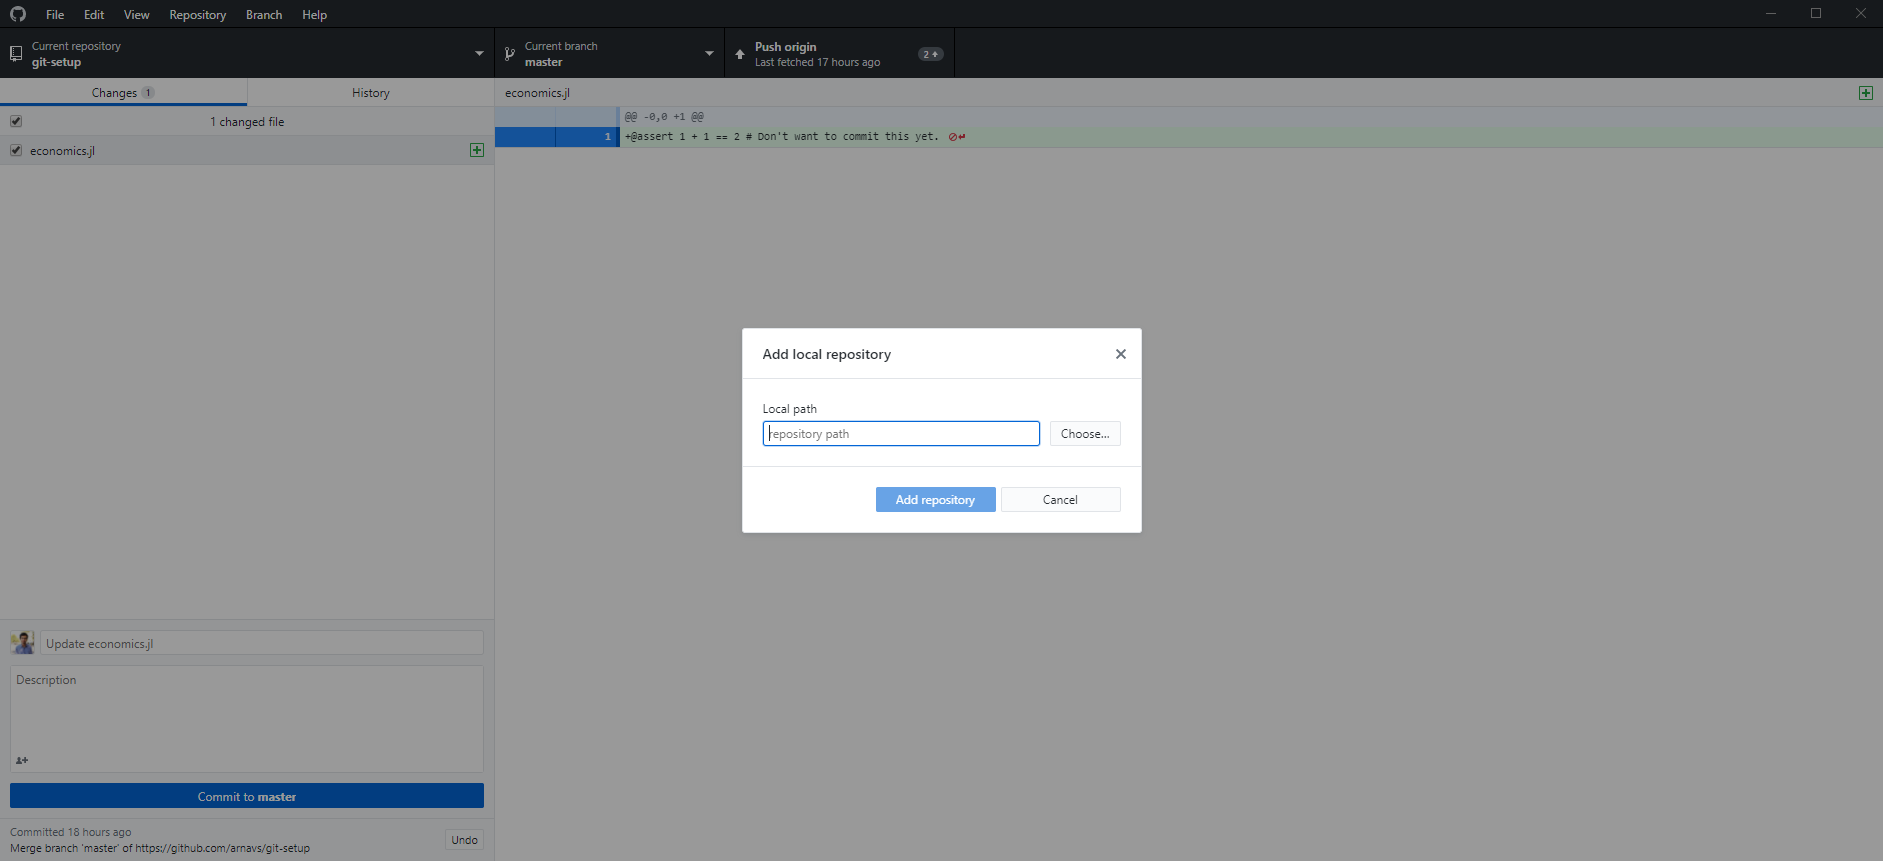 File Edit View Repository Branch Help
Current repository
git-setup
Current branch
master
Push origin
Last fetched 17 hours ago
2
Changes 1
History
1 changed file
economics.jl
economics.jl
@@ -0,0 +1 @@
1 +@assert 1 + 1 == 2 # Don't want to commit this yet.
Add local repository
Local path
repository path
Choose...
Add repository
Cancel
Update economics.jl
Description
Commit to master
Committed 18 hours ago
Merge branch 'master' of https://github.com/arnavs/git-setup
Undo